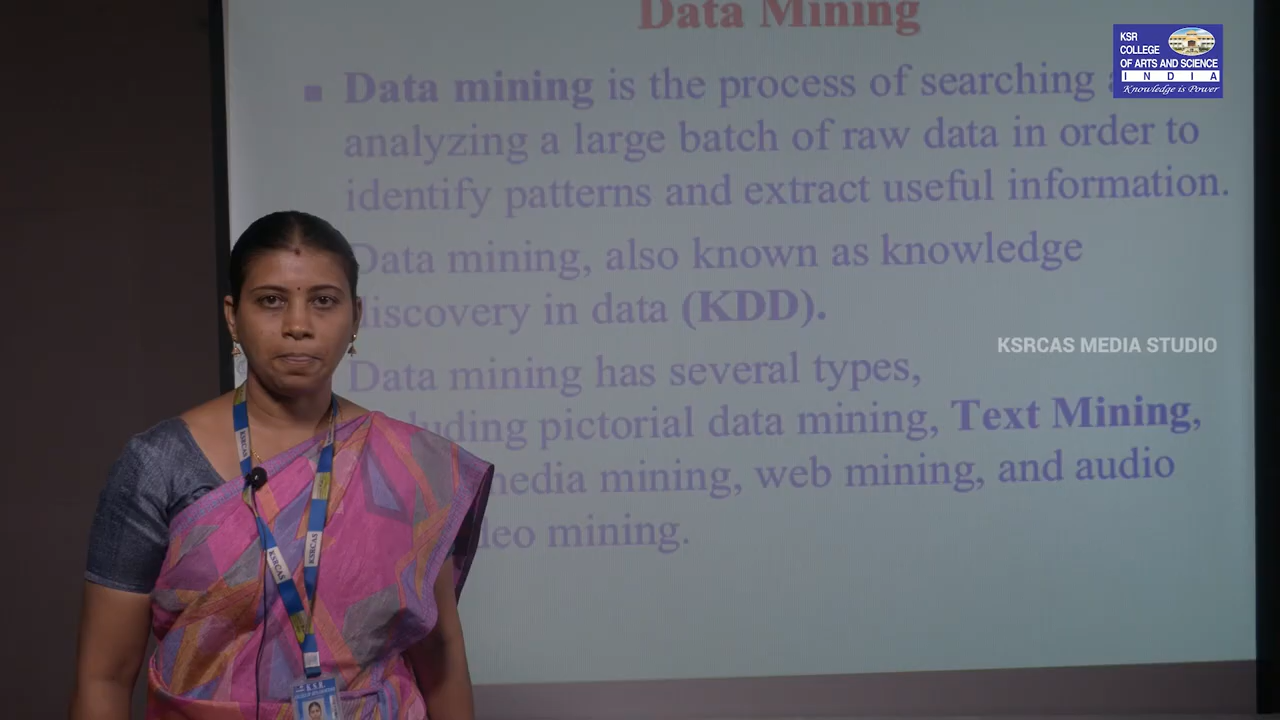 Data Mining
KSR
COLLEGE
OF ARTS AND SCIENCE
INDIA
Knowledge is Power
Data mining is the process of searching
analyzing a large batch of raw data in order to
identify patterns and extract useful information.
Data mining, also known as knowledge
discovery in data (KDD).
KSRCAS MEDIA STUDIO
Data mining has several types,
pictorial data mining, Text Mining,
mining, web mining, and audio
mining.
KSRCAS
KSRCAS
KSRCAS